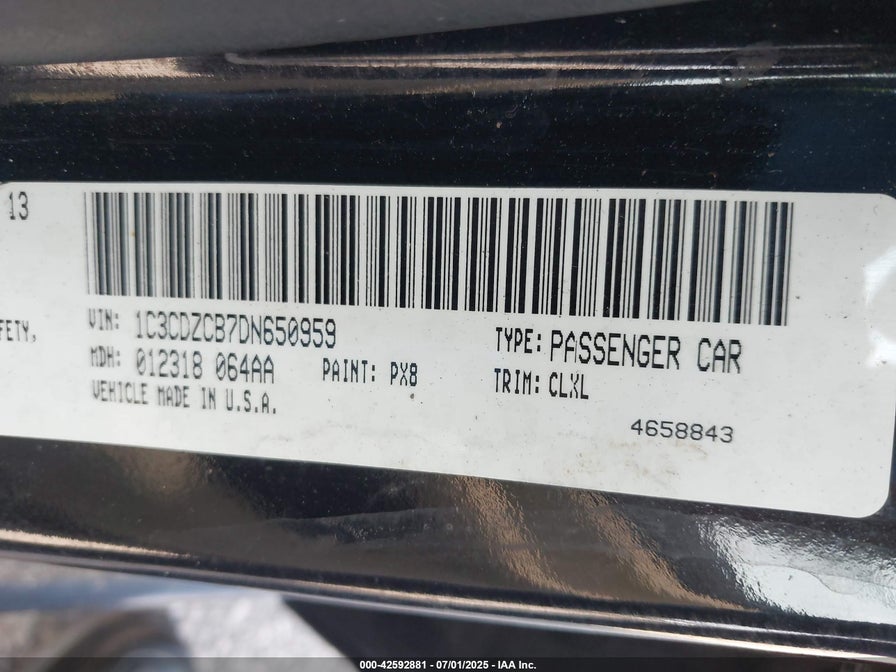 13
FETY,
VIN: 1C3CDZCB7DN650959
MDH: 012318 064AA
PAINT: PX8
VEHICLE MADE IN U.S.A.
TYPE: PASSENGER CAR
TRIM: CLXL
4658843
000-42592881 - 07/01/2025 - IAA Inc.